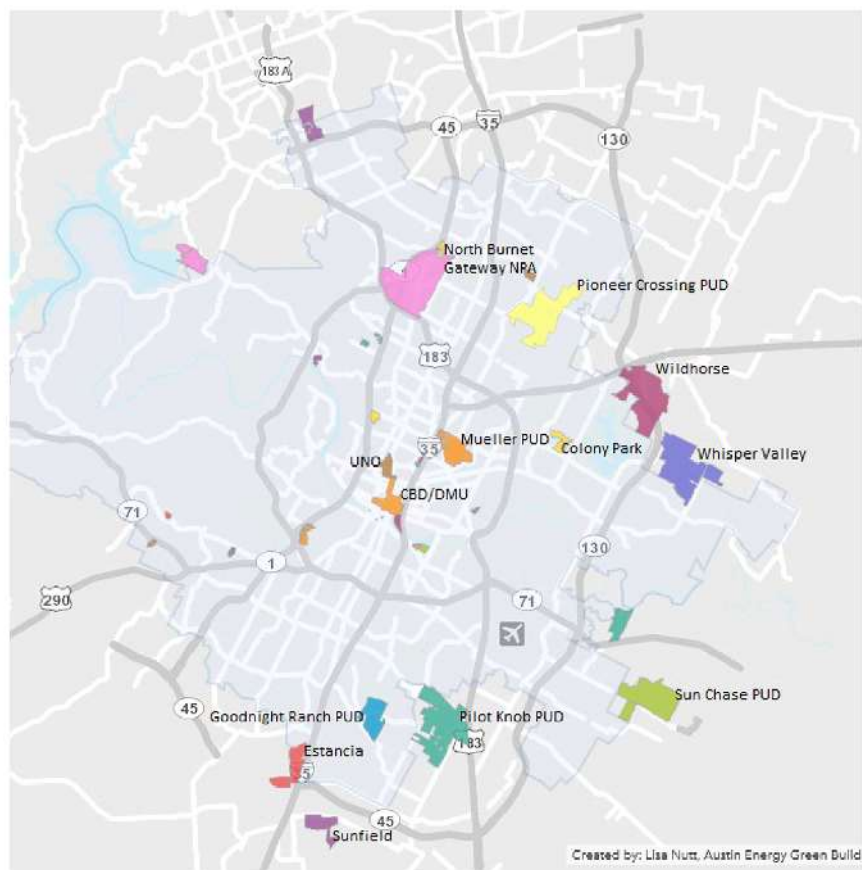 183A
45
35
130
North Burnet
Gateway NPA
Pioneer Crossing PUD
183
Wildhorse
35
Mueller PUD
Colony Park
Whisper Valley
UNO
CBD/DMU
71
1
130
290
71
Sun Chase PUD
45
Goodnight Ranch PUD
Pilot Knob PUD
183
Estancia
35
45
Sunfield
Created by: Lisa Nutt, Austin Energy Green Build